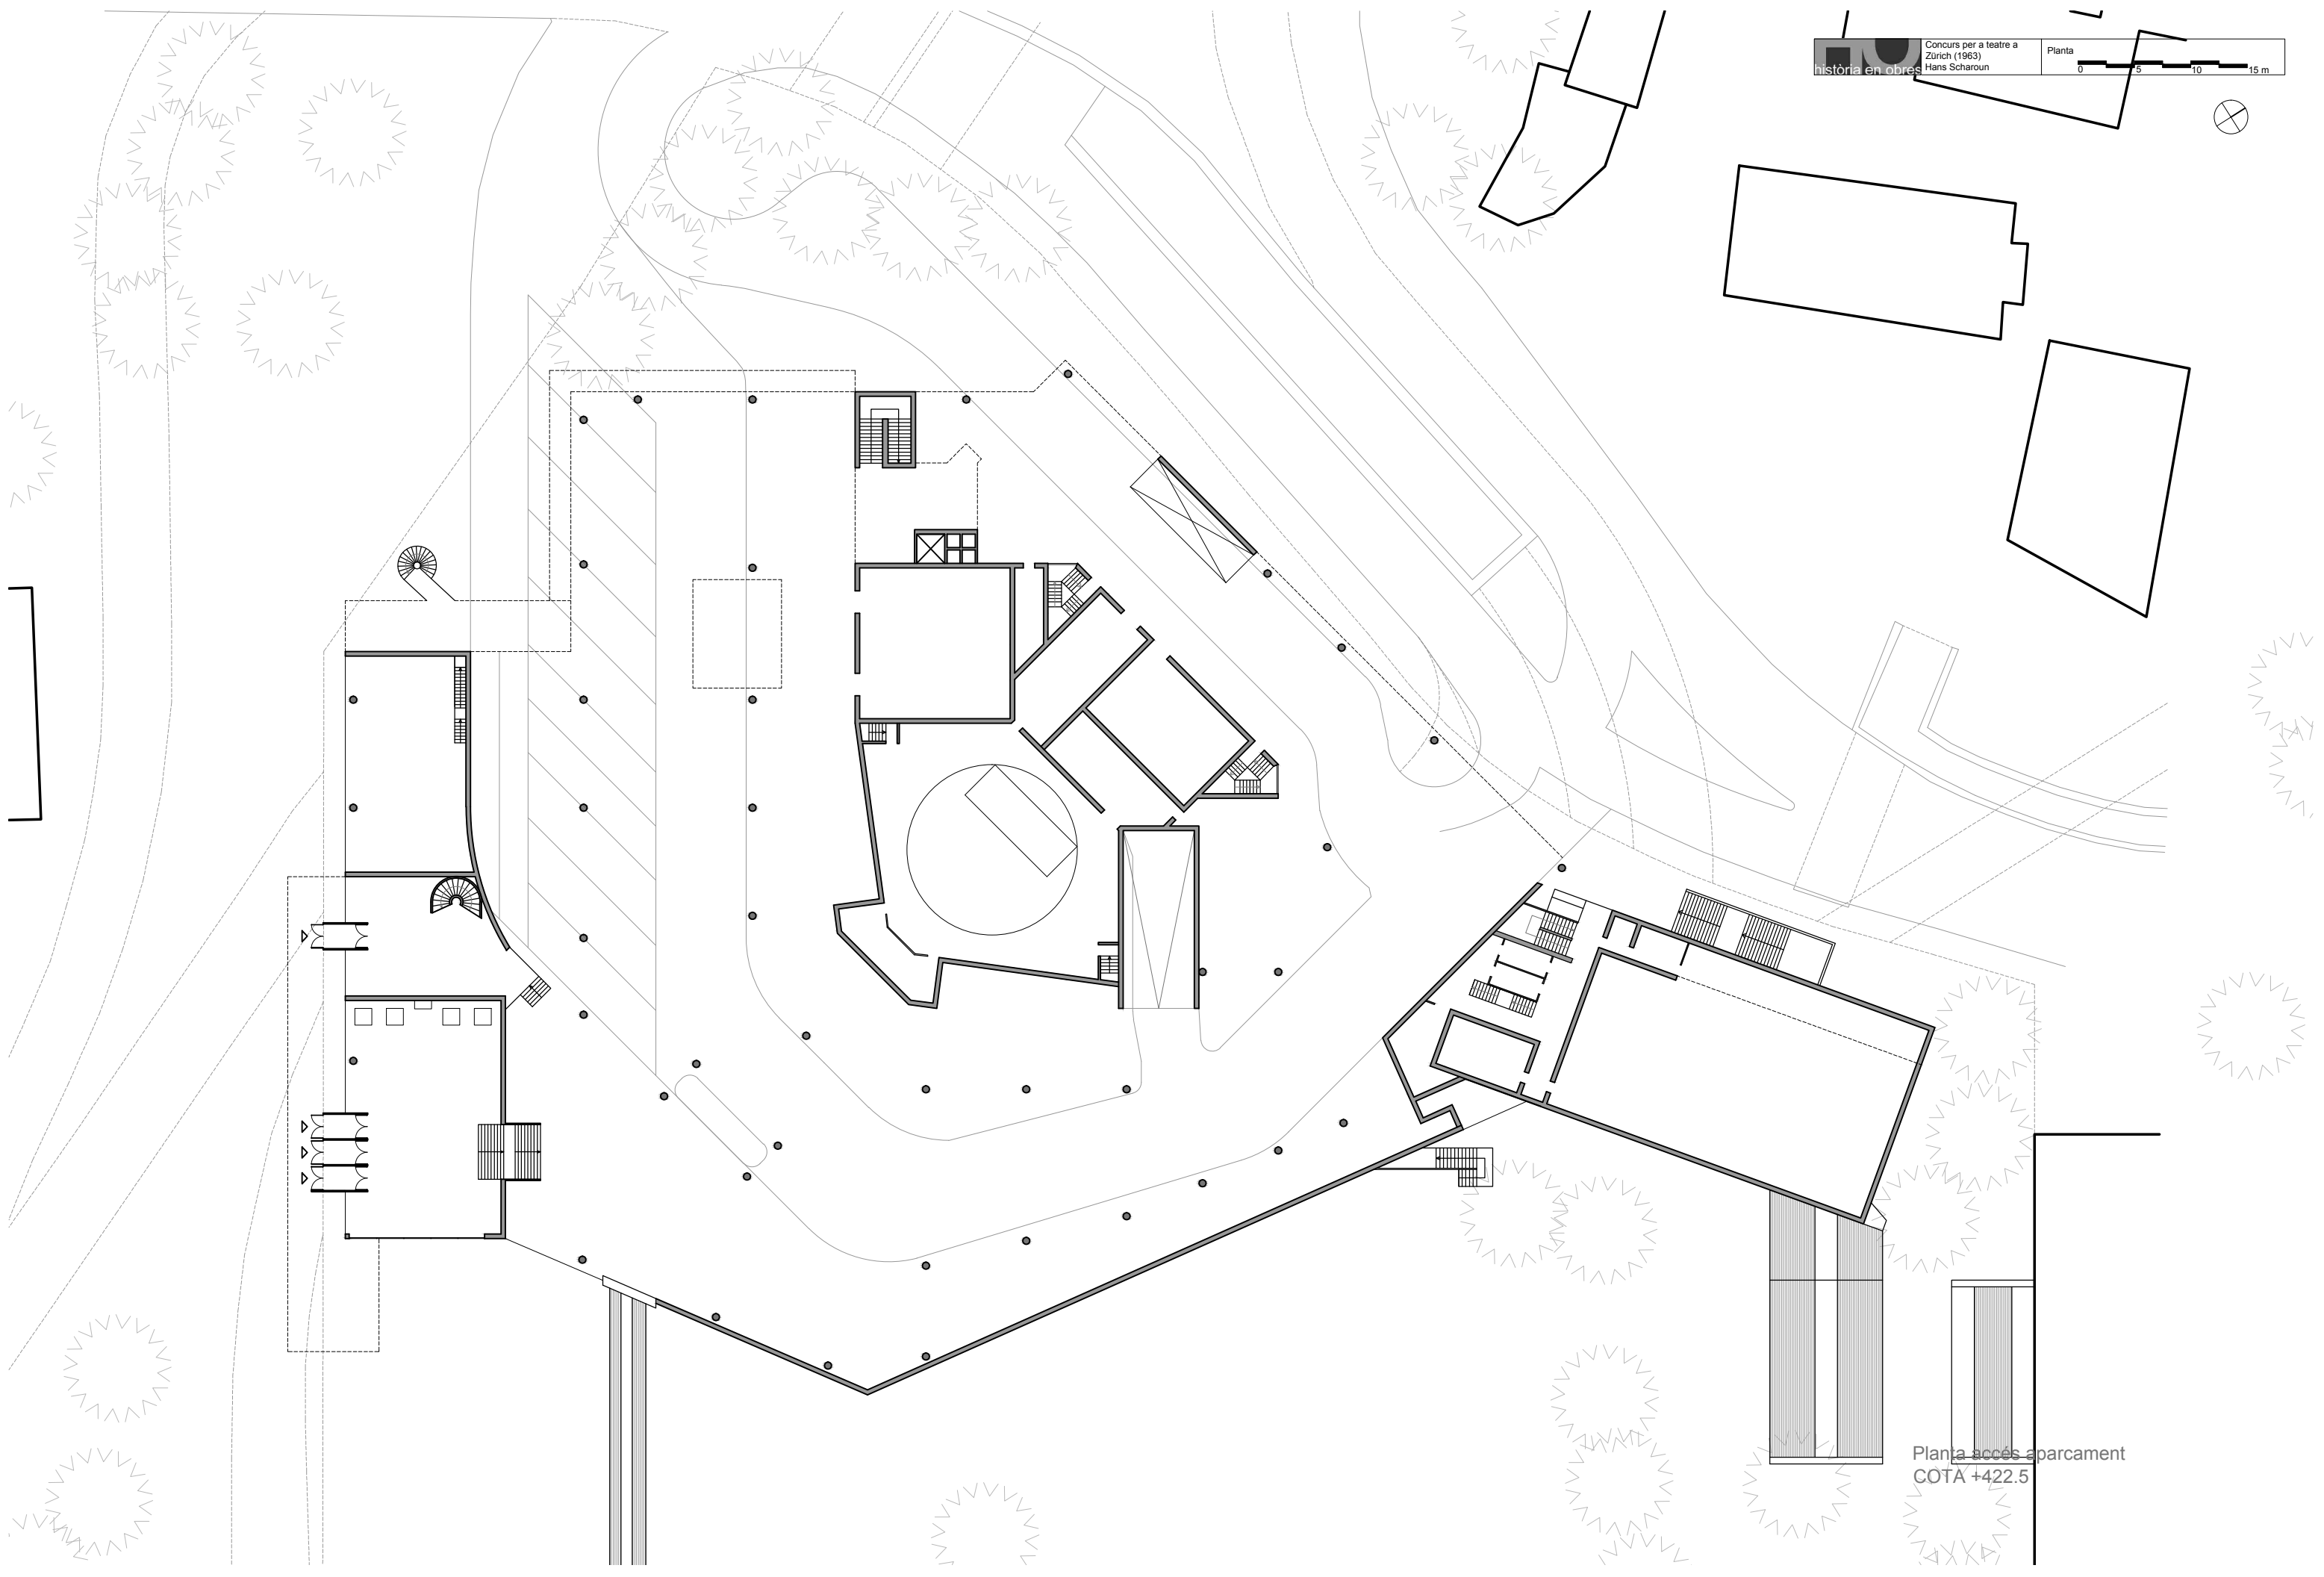 història en obres
Concurs per a teatre a
Zürich (1963)
Hans Scharoun
Planta
0 5 10 15 m
Planta accés aparcament
COTA +422.5